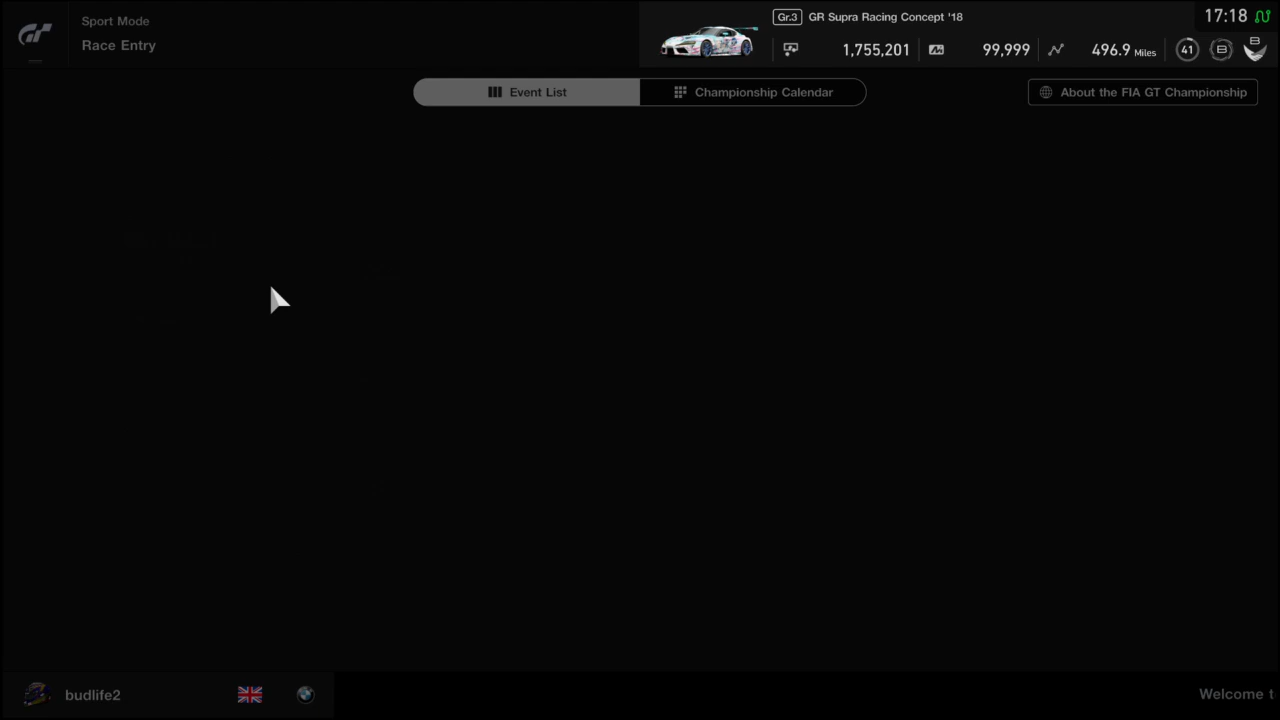 Sport Mode
Race Entry
Gr.3 GR Supra Racing Concept '18
17:18
1,755,201 99,999 496.9 Miles 41 B B
Event List
Championship Calendar
About the FIA GT Championship
budlife2
Welcome t